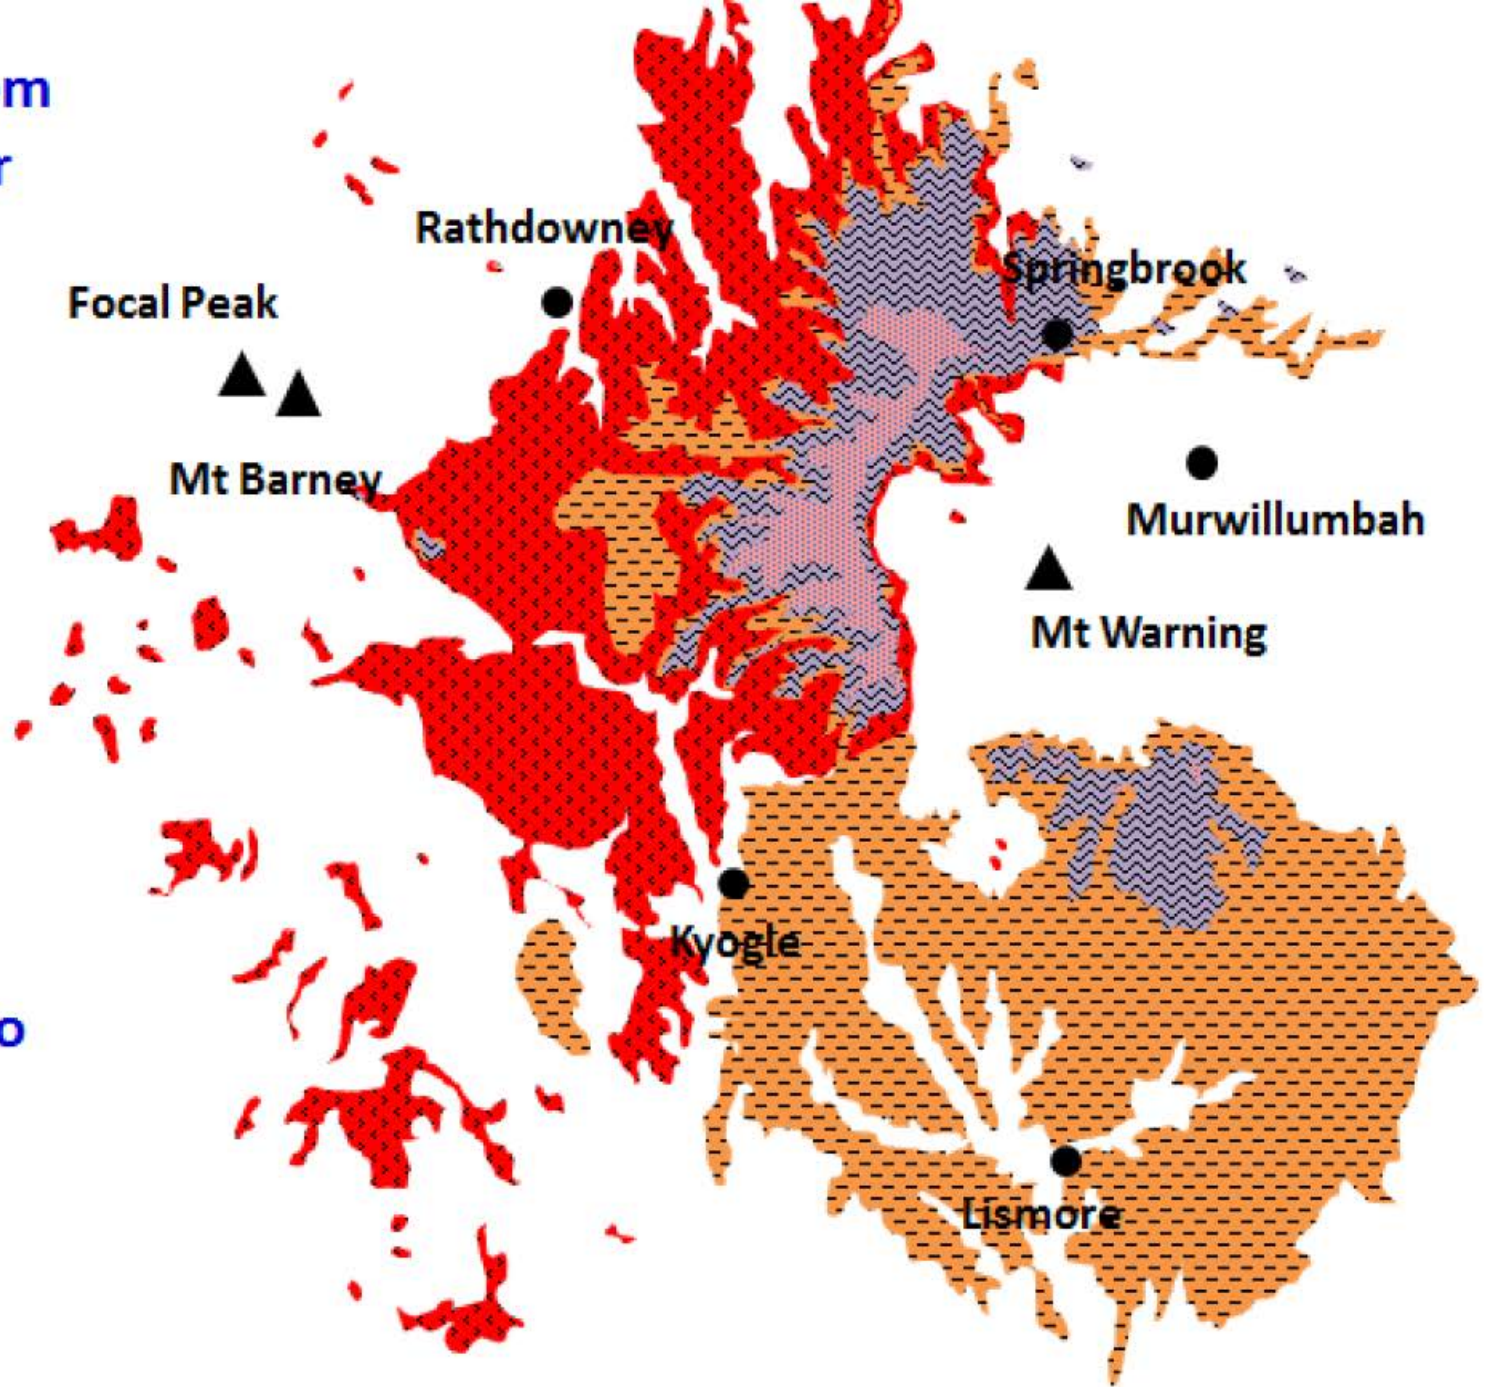 m
r
Rathdowney
Springbrook
Focal Peak
Mt Barney
Murwillumbah
Mt Warning
Kyogle
o
Lismore